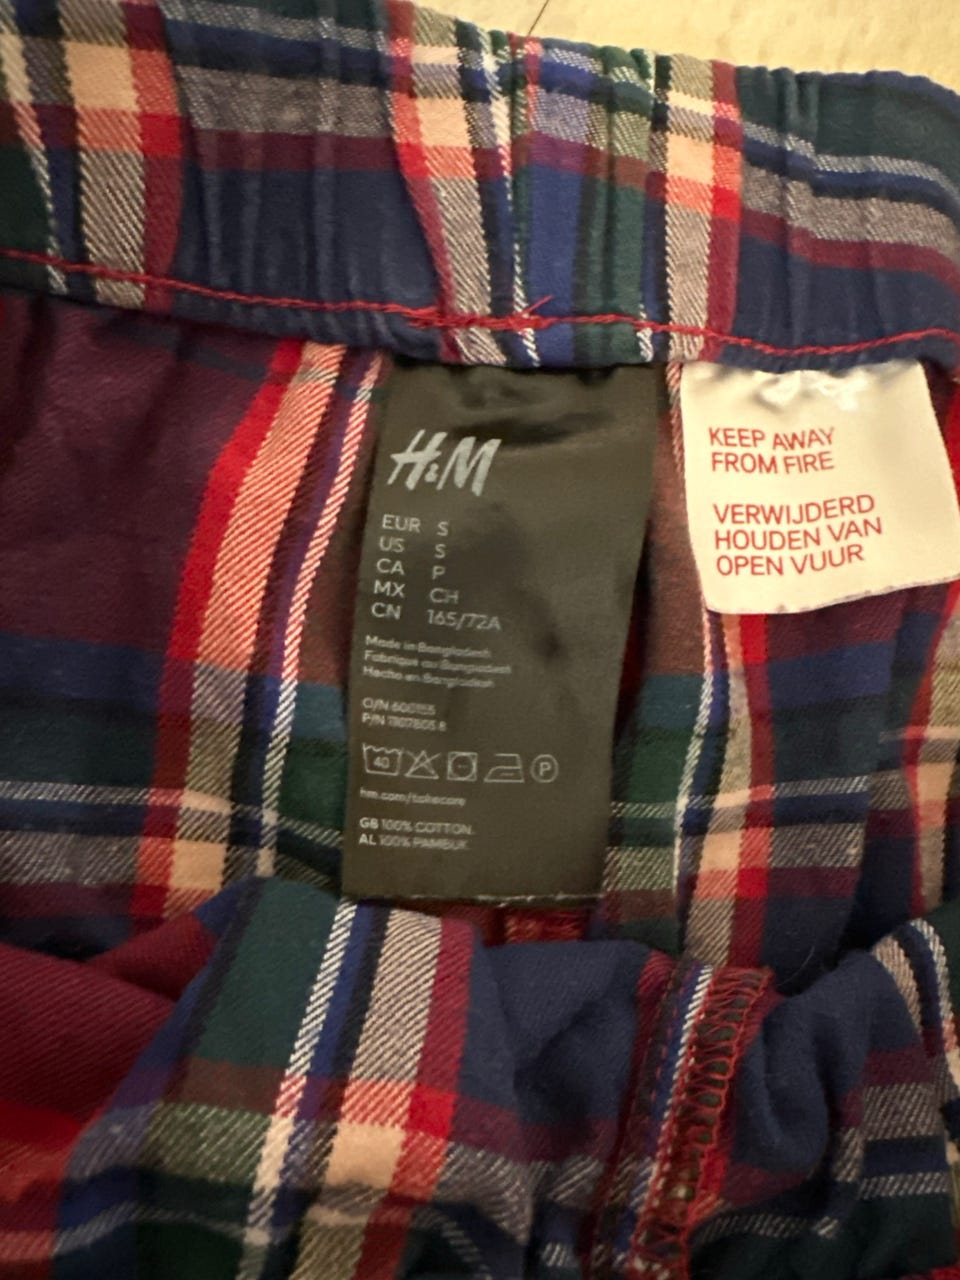 H&M
EUR S
US S
CA P
MX CH
CN 165/72A
Made in Bangladesh
Fabriqué au Bangladesh
Hecho en Bangladesh
O/N
P/N
40
P
hm.com/takecare
GB 100% COTTON.
AL 100% PAMBUK.
KEEP AWAY
FROM FIRE
VERWIJDERD
HOUDEN VAN
OPEN VUUR